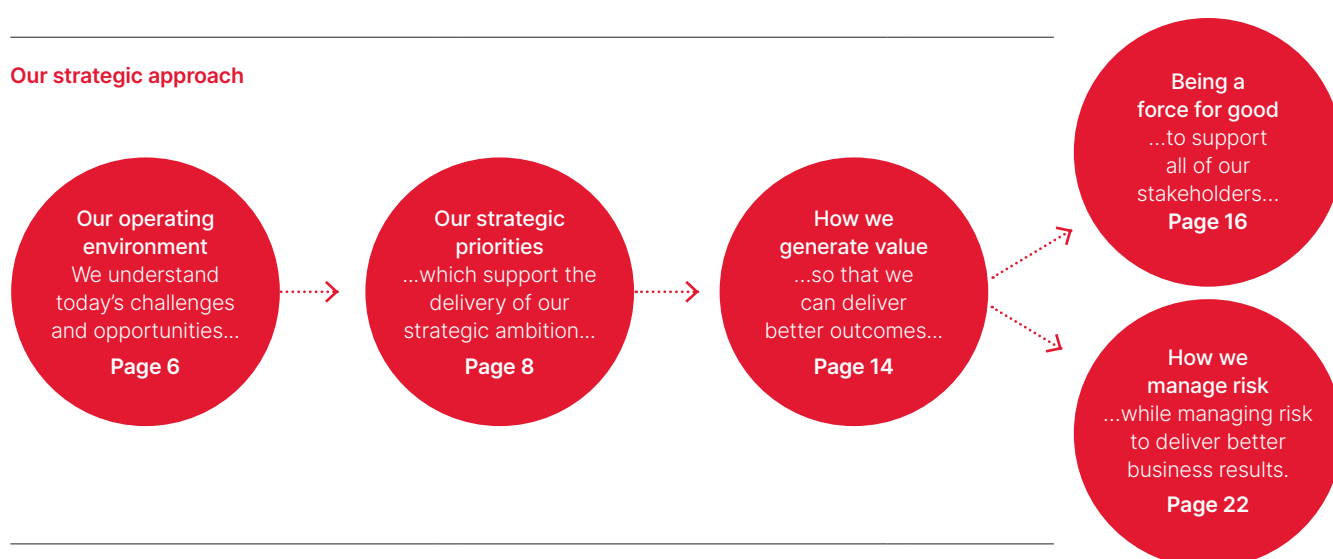 Our strategic approach
Our operating
environment
We understand
today's challenges
and opportunities...
Page 6
Our strategic
priorities
...which support the
delivery of our
strategic ambition...
Page 8
How we
generate value
...so that we
can deliver
better outcomes...
Page 14
Being a
force for good
...to support
all of our
stakeholders...
Page 16
How we
manage risk
...while managing risk
to deliver better
business results.
Page 22